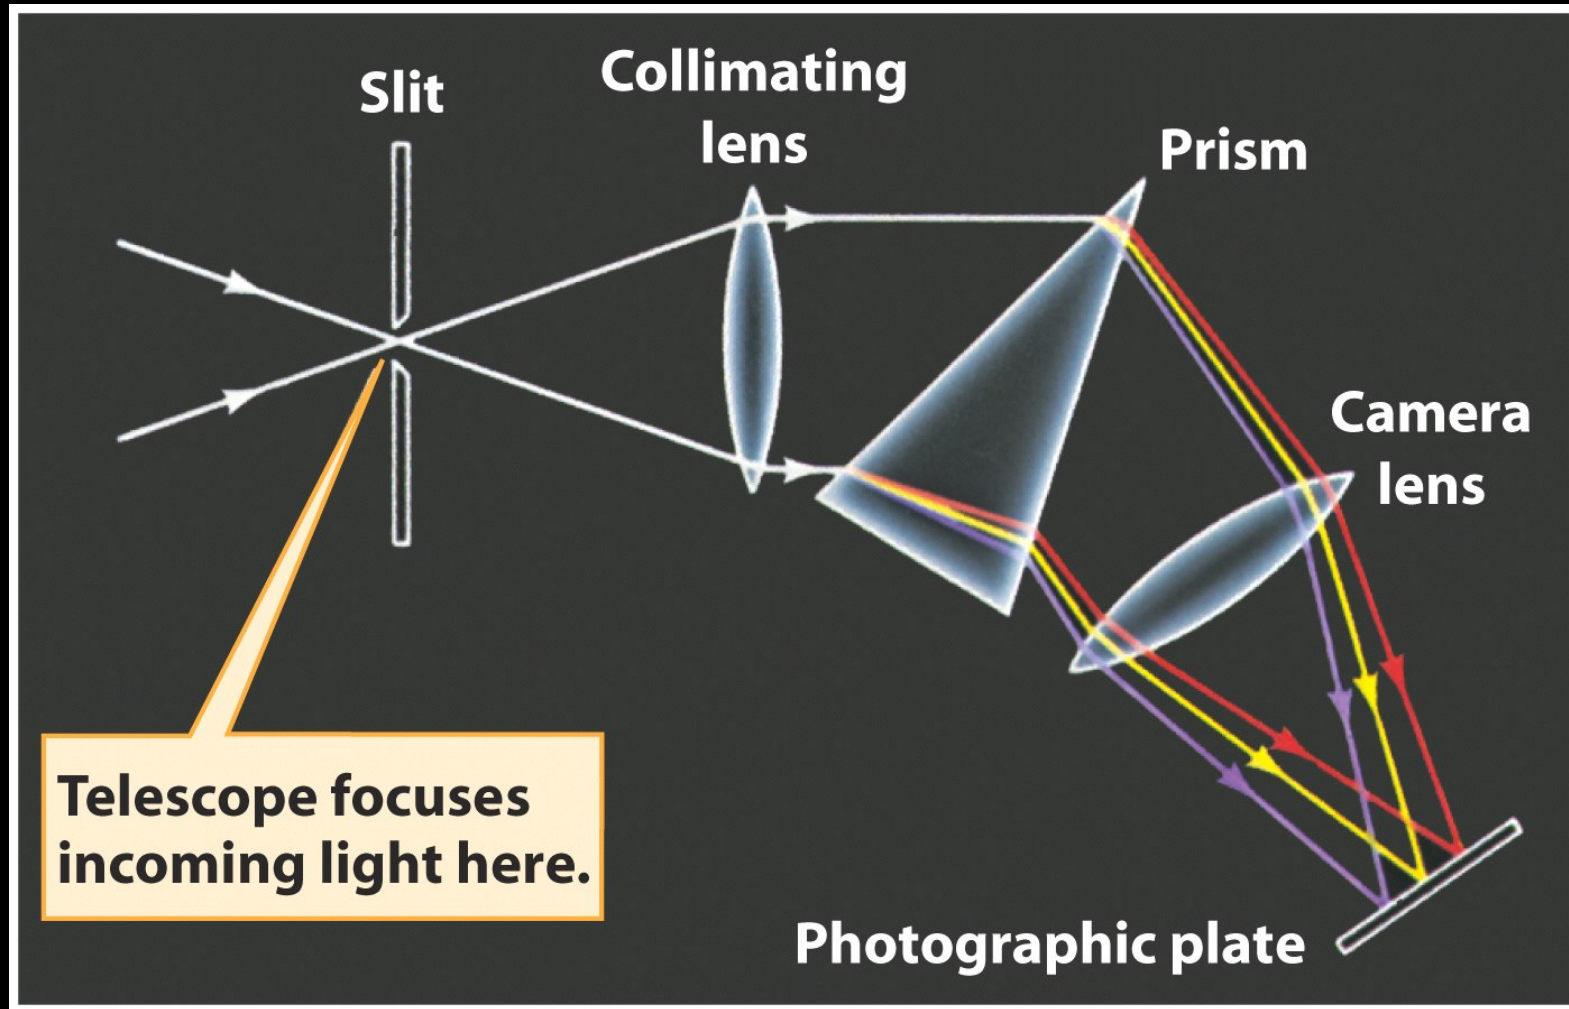 Slit
Collimating
lens
Prism
Camera
lens
Telescope focuses
incoming light here.
Photographic plate